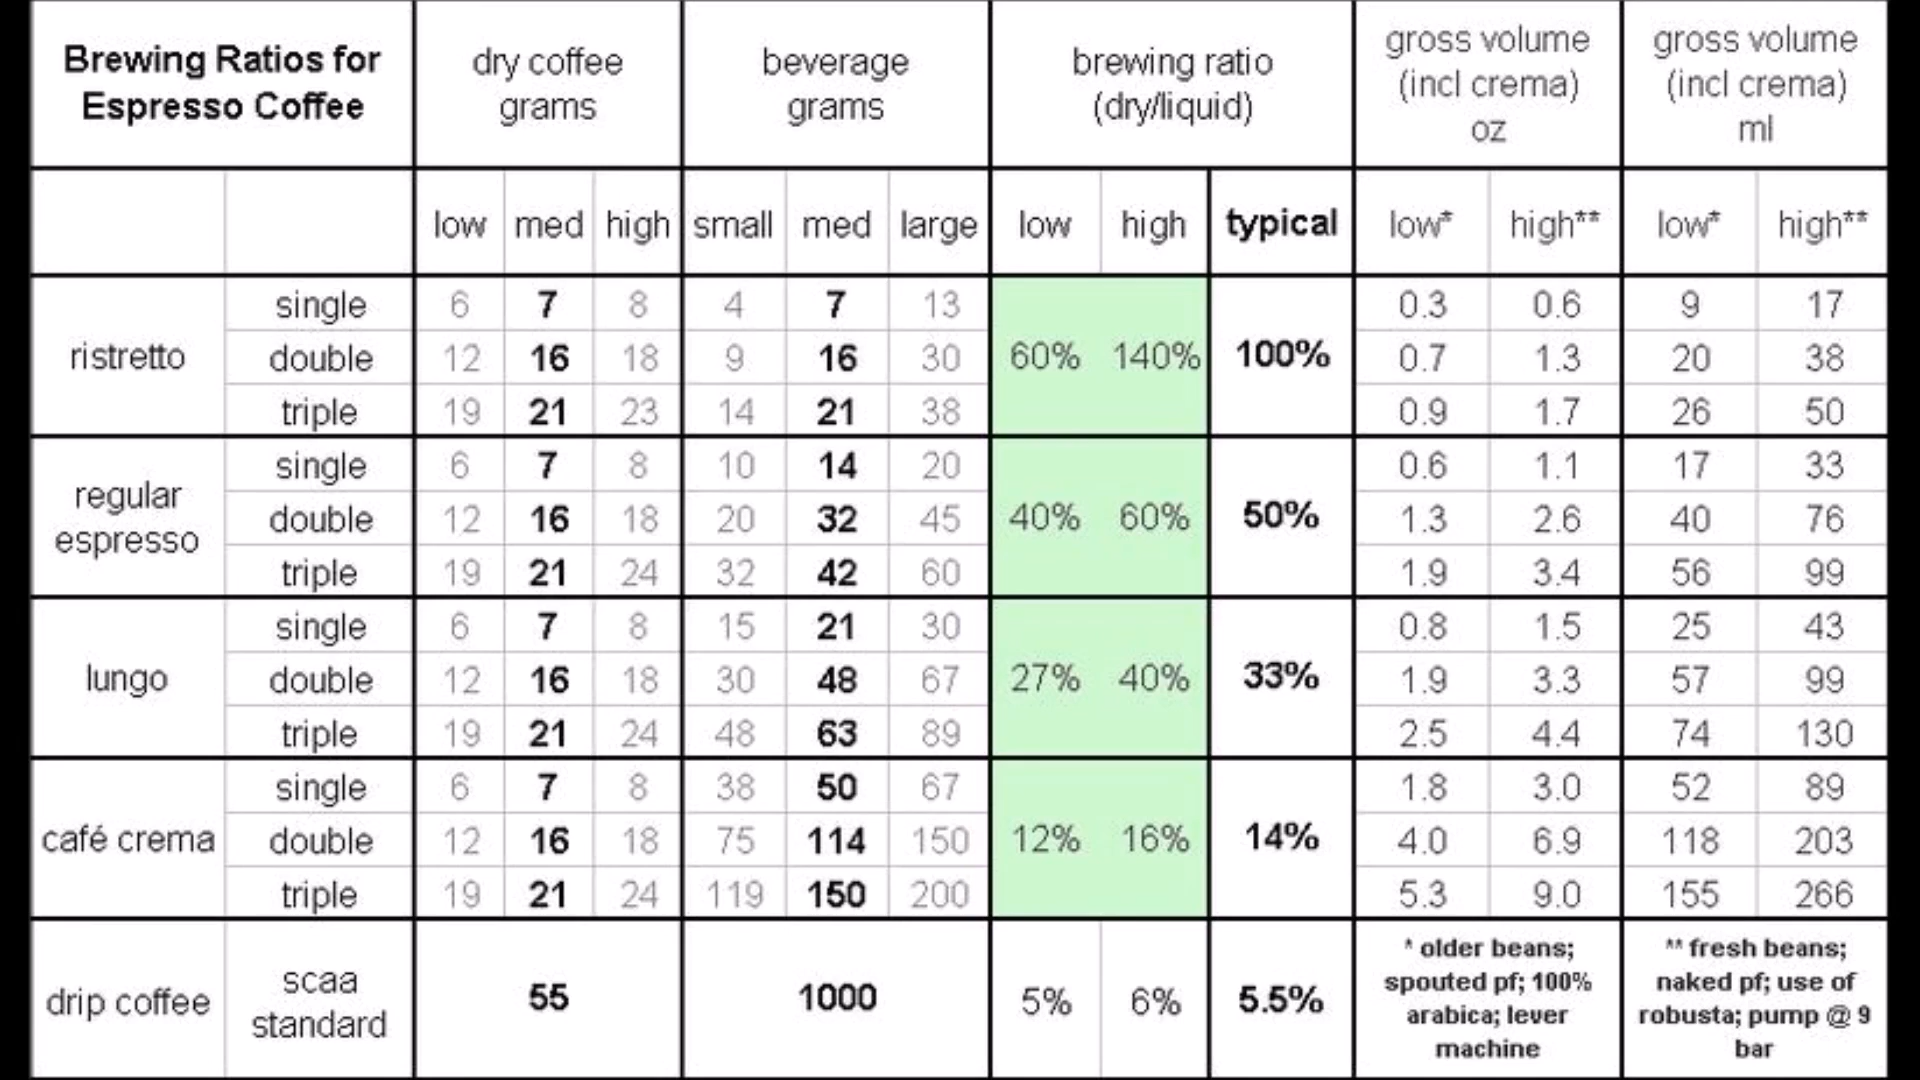 Brewing Ratios for
Espresso Coffee
dry coffee
grams
beverage
grams
brewing ratio
(dry/liquid)
gross volume
(incl crema)
oz
gross volume
(incl crema)
ml
low med high small med large low high typical low* high** low* high**
ristretto
single 6 7 8 4 7 13 0.3 0.6 9 17
double 12 16 18 9 16 30 60% 140% 100% 0.7 1.3 20 38
triple 19 21 23 14 21 38 0.9 1.7 26 50
regular
espresso
single 6 7 8 10 14 20 0.6 1.1 17 33
double 12 16 18 20 32 45 40% 60% 50% 1.3 2.6 40 76
triple 19 21 24 32 42 60 1.9 3.4 56 99
lungo
single 6 7 8 15 21 30 0.8 1.5 25 43
double 12 16 18 30 48 67 27% 40% 33% 1.9 3.3 57 99
triple 19 21 24 48 63 89 2.5 4.4 74 130
café crema
single 6 7 8 38 50 67 1.8 3.0 52 89
double 12 16 18 75 114 150 12% 16% 14% 4.0 6.9 118 203
triple 19 21 24 119 150 200 5.3 9.0 155 266
drip coffee
scaa
standard
55 1000 5% 6% 5.5%
* older beans;
spouted pf; 100%
arabica; lever
machine
** fresh beans;
naked pf; use of
robusta; pump @ 9
bar